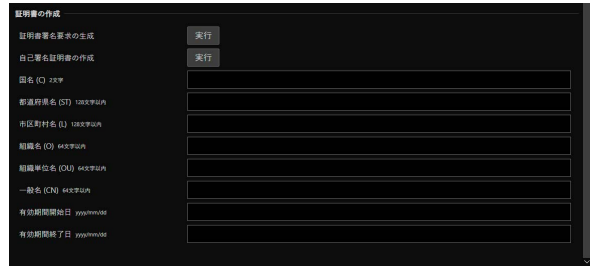 証明書の作成
証明書署名要求の生成 実行
自己署名証明書の作成 実行
国名 (C) 2文字
都道府県名 (ST) 128文字以内
市区町村名 (L) 128文字以内
組織名 (O) 64文字以内
組織単位名 (OU) 64文字以内
一般名 (CN) 64文字以内
有効期間開始日 yyyy/mm/dd
有効期間終了日 yyyy/mm/dd